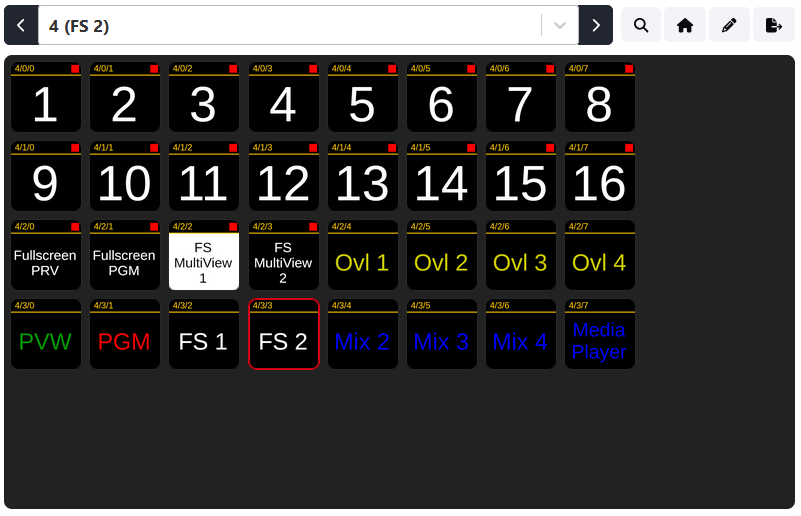 4 (FS 2)
4/0/0 4/0/1 4/0/2 4/0/3 4/0/4 4/0/5 4/0/6 4/0/7
1 2 3 4 5 6 7 8
4/1/0 4/1/1 4/1/2 4/1/3 4/1/4 4/1/5 4/1/6 4/1/7
9 10 11 12 13 14 15 16
4/2/0 4/2/1 4/2/2 4/2/3 4/2/4 4/2/5 4/2/6 4/2/7
Fullscreen
PRV
Fullscreen
PGM
FS
MultiView
1
FS
MultiView
2
Ovl 1 Ovl 2 Ovl 3 Ovl 4
4/3/0 4/3/1 4/3/2 4/3/3 4/3/4 4/3/5 4/3/6 4/3/7
PVW PGM FS 1 FS 2 Mix 2 Mix 3 Mix 4
Media
Player